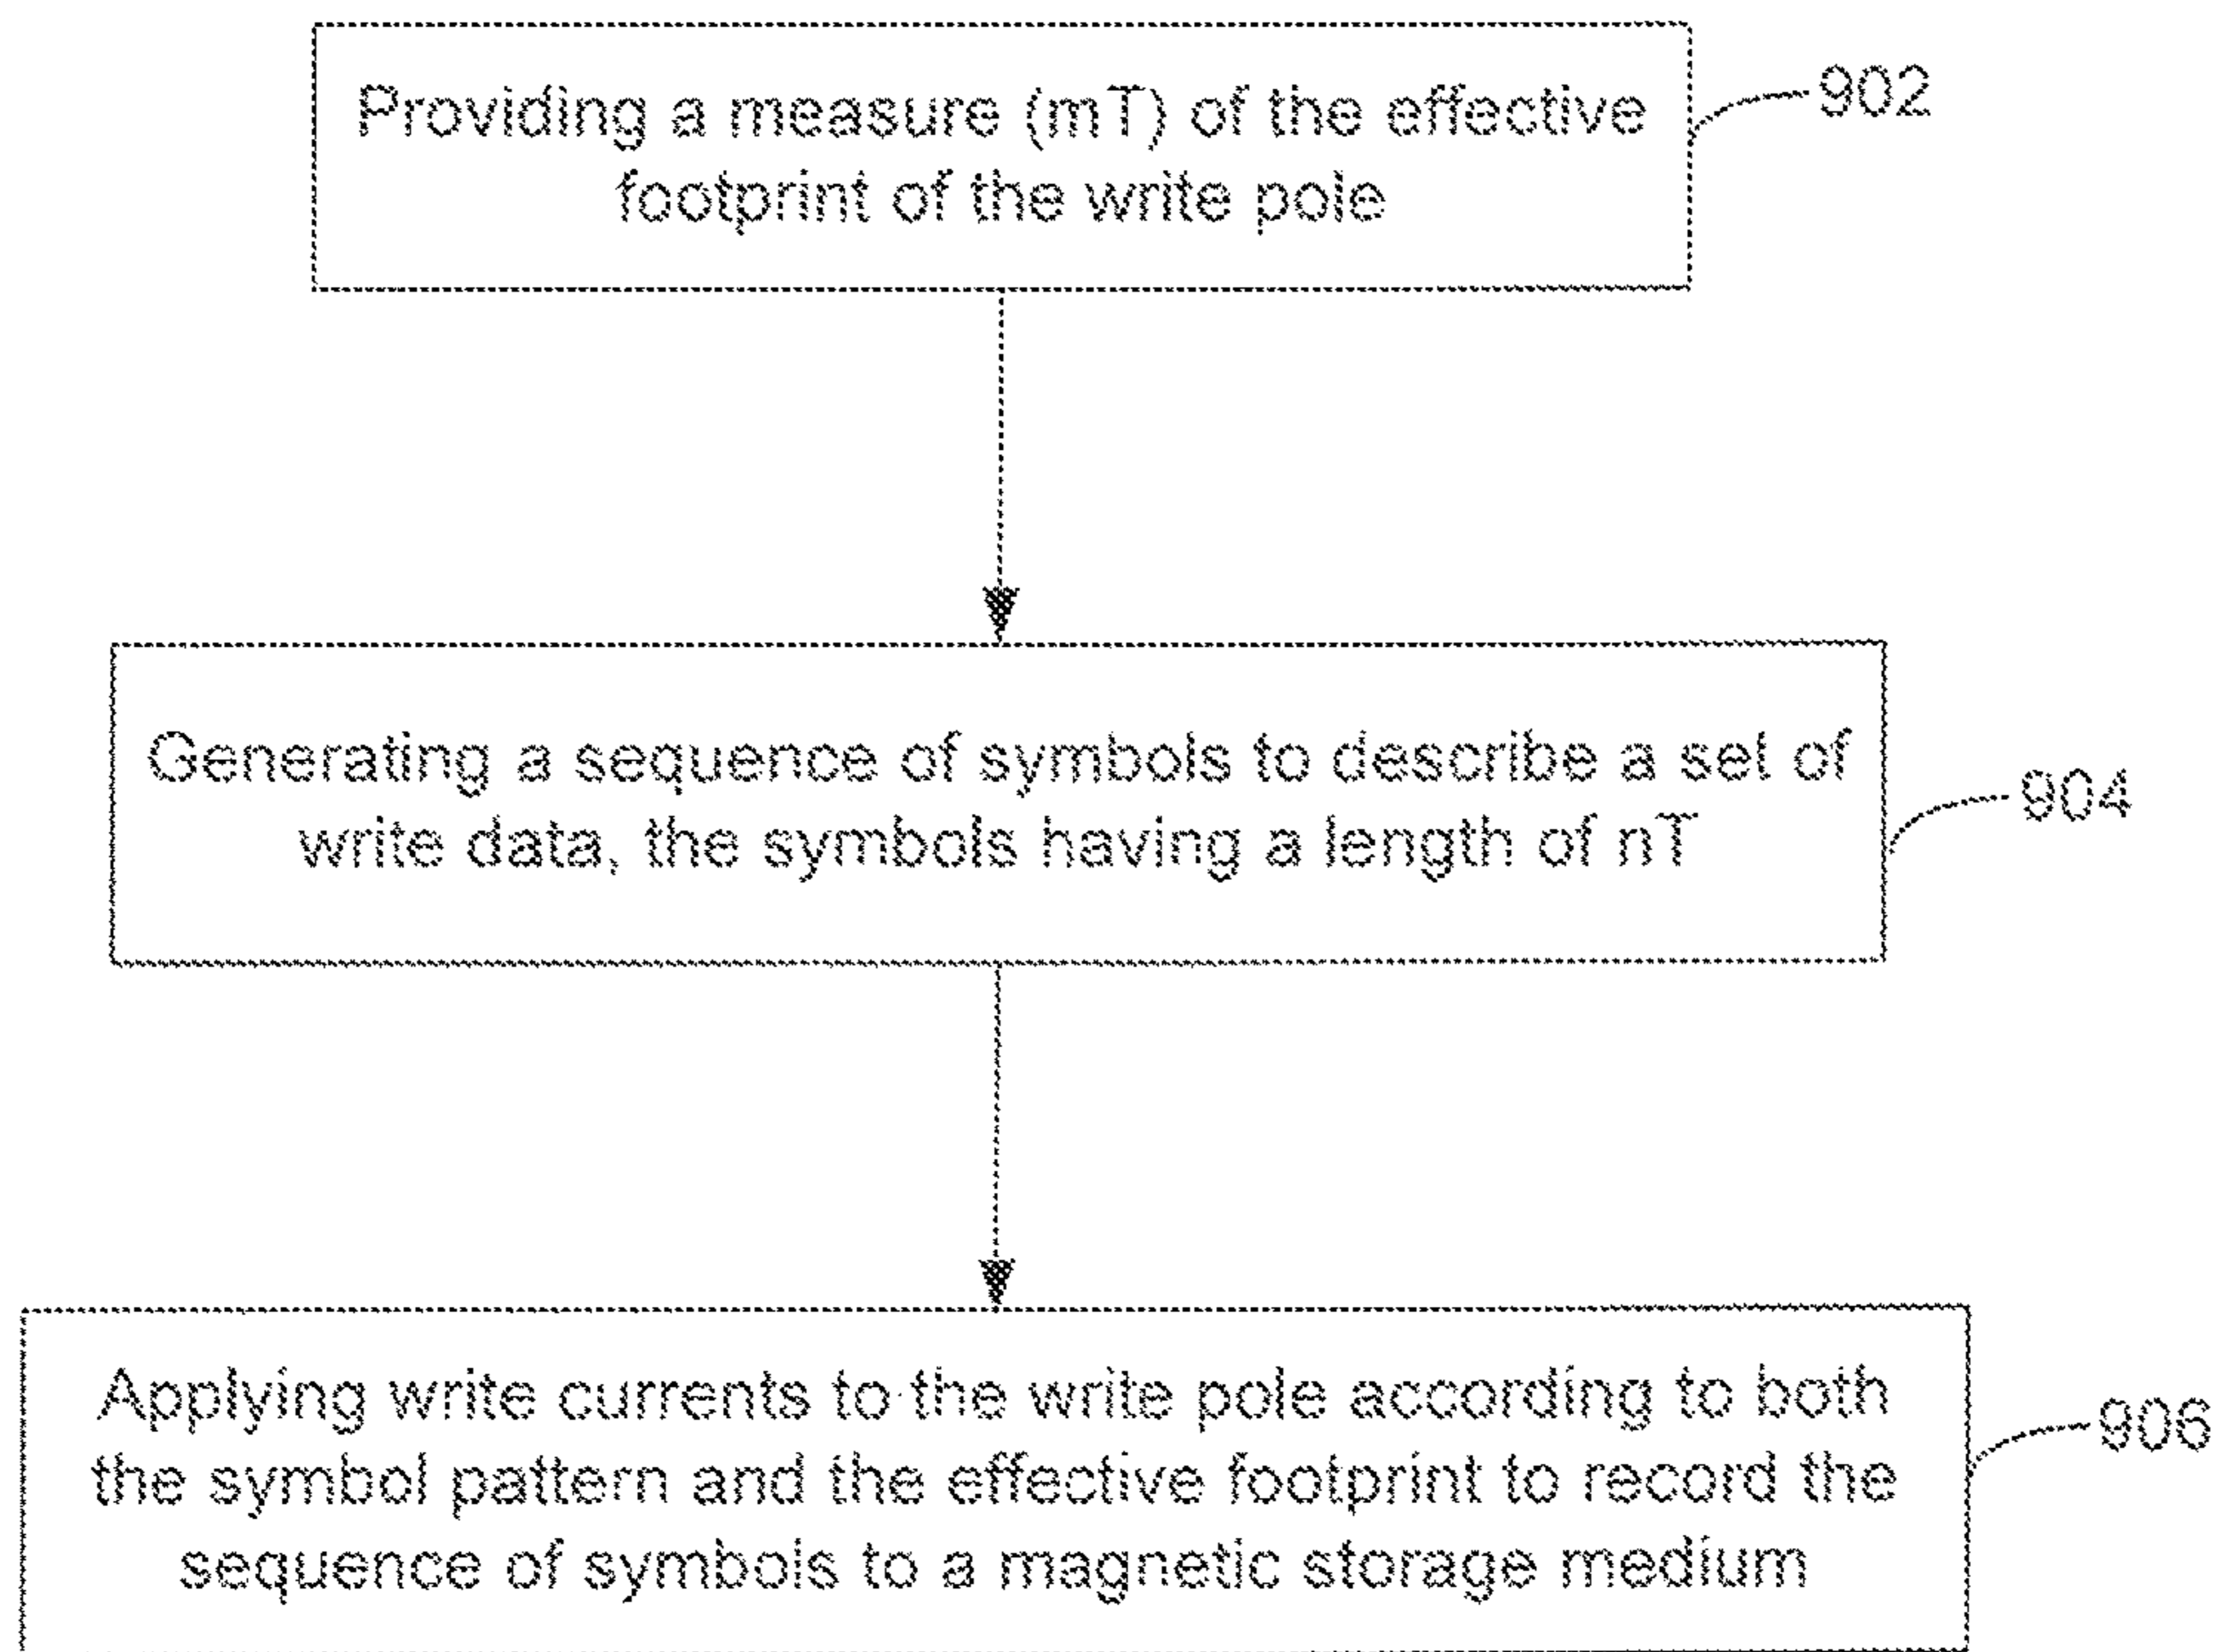 Providing a measure (mT) of the effective
footprint of the write pole
902
Generating a sequence of symbols to describe a set of
write data, the symbols having a length of nT
904
Applying write currents to the write pole according to both
the symbol pattern and the effective footprint to record the
sequence of symbols to a magnetic storage medium
906